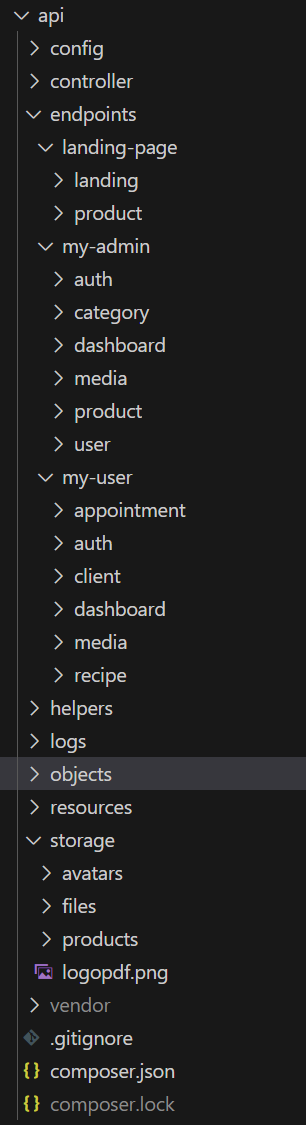 api
config
controller
endpoints
landing-page
landing
product
my-admin
auth
category
dashboard
media
product
user
my-user
appointment
auth
client
dashboard
media
recipe
helpers
logs
objects
resources
storage
avatars
files
products
logopdf.png
vendor
.gitignore
{} composer.json
{} composer.lock